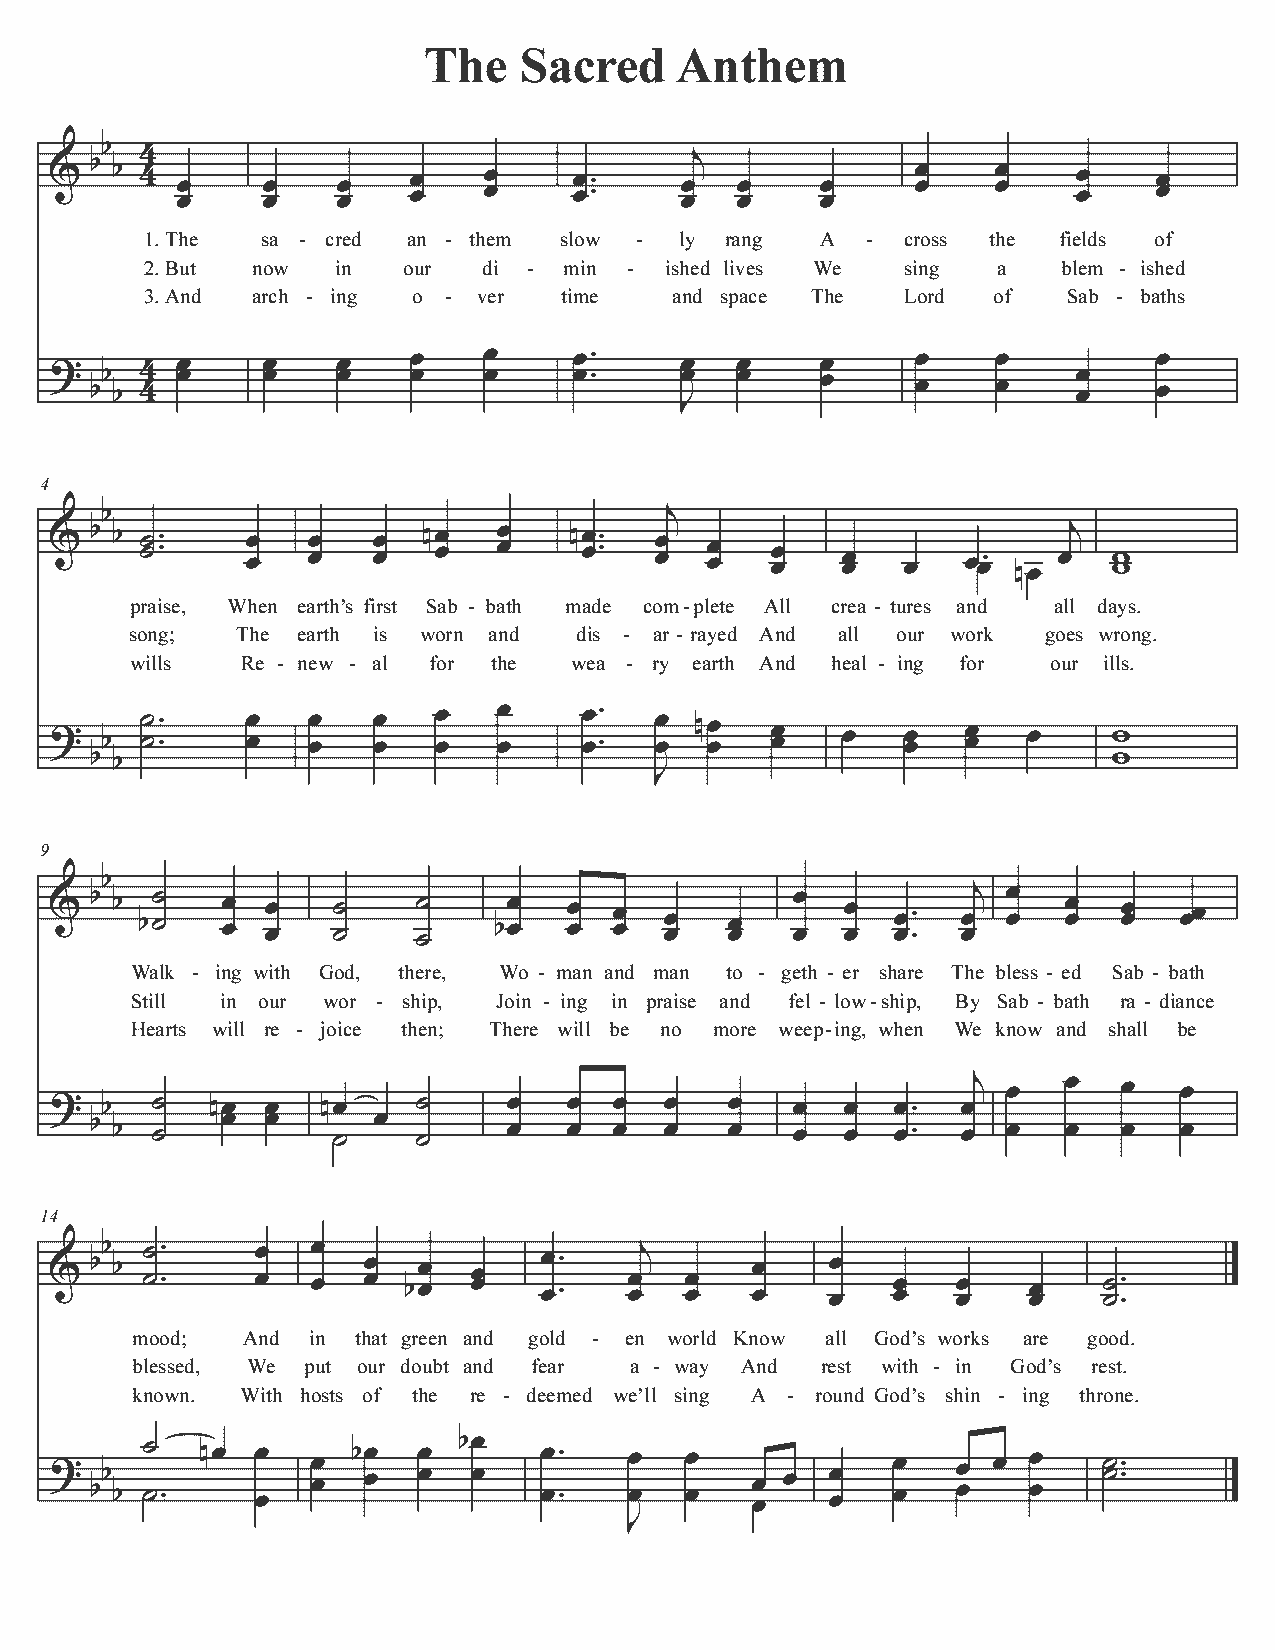 The Sacred Anthem
1. The sa - cred an - them slow - ly rang A - cross the fields of
2. But now in our di - min - ished lives We sing a blem - ished
3. And arch - ing o - ver time and space The Lord of Sab - baths
4
praise, When earth's first Sab - bath made com - plete All crea - tures and all days.
song; The earth is worn and dis - ar - rayed And all our work goes wrong.
wills Re - new - al for the wea - ry earth And heal - ing for our ills.
9
Walk - ing with God, there, Wo - man and man to - geth - er share The bless - ed Sab - bath
Still in our wor - ship, Join - ing in praise and fel - low - ship, By Sab - bath ra - diance
Hearts will re - joice then; There will be no more weep - ing, when We know and shall be
14
mood; And in that green and gold - en world Know all God's works are good.
blessed, We put our doubt and fear a - way And rest with - in God's rest.
known. With hosts of the re - deemed we'll sing A - round God's shin - ing throne.